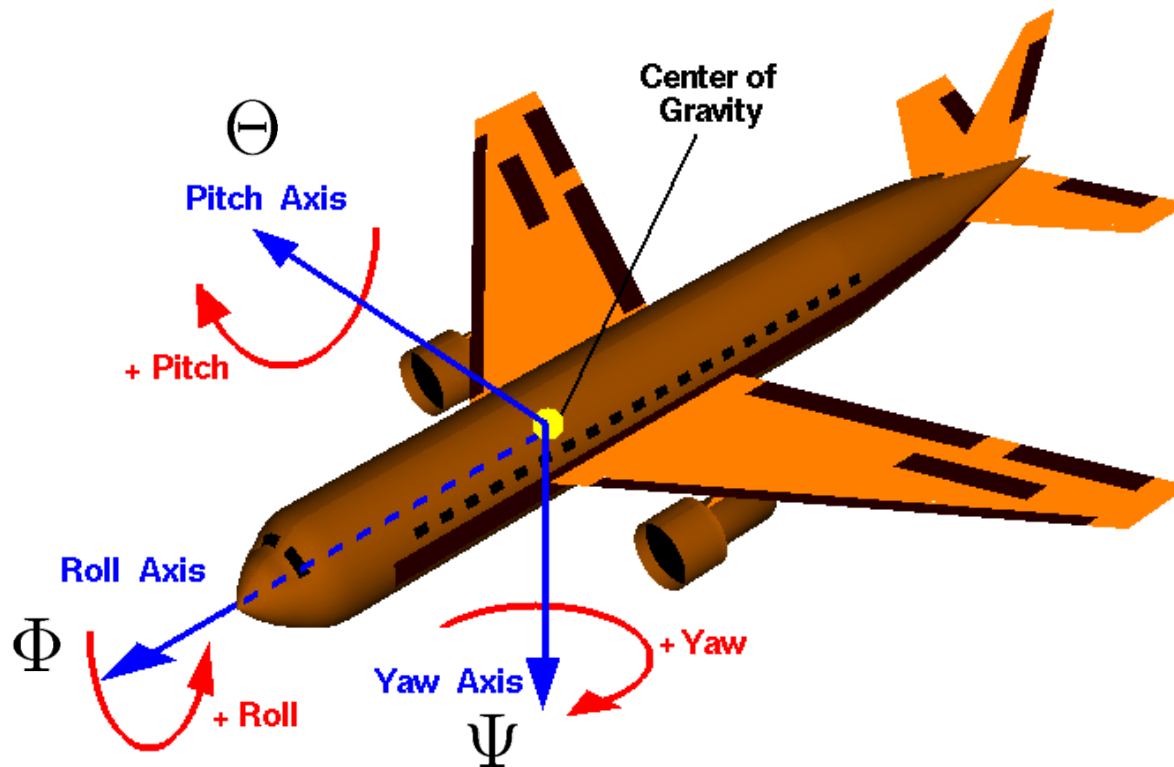 Center of
Gravity
Θ
Pitch Axis
+ Pitch
Roll Axis
Φ
+ Roll
+ Yaw
Yaw Axis
Ψ